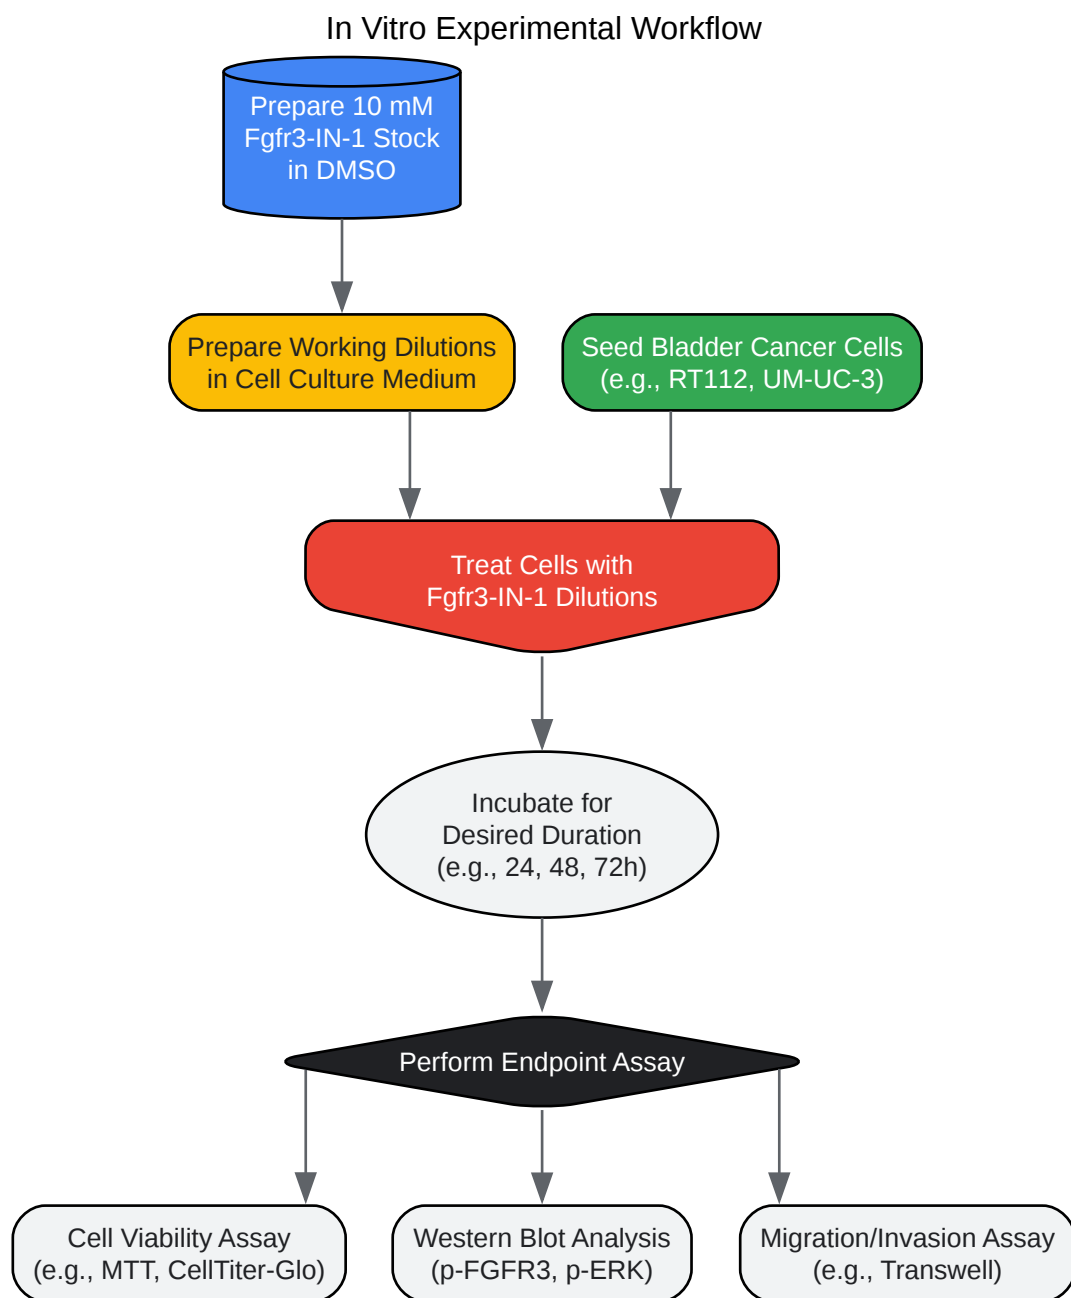 In Vitro Experimental Workflow
Prepare 10 mM
Fgfr3-IN-1 Stock
in DMSO
Prepare Working Dilutions
in Cell Culture Medium
Seed Bladder Cancer Cells
(e.g., RT112, UM-UC-3)
Treat Cells with
Fgfr3-IN-1 Dilutions
Incubate for
Desired Duration
(e.g., 24, 48, 72h)
Perform Endpoint Assay
Cell Viability Assay
(e.g., MTT, CellTiter-Glo)
Western Blot Analysis
(p-FGFR3, p-ERK)
Migration/Invasion Assay
(e.g., Transwell)